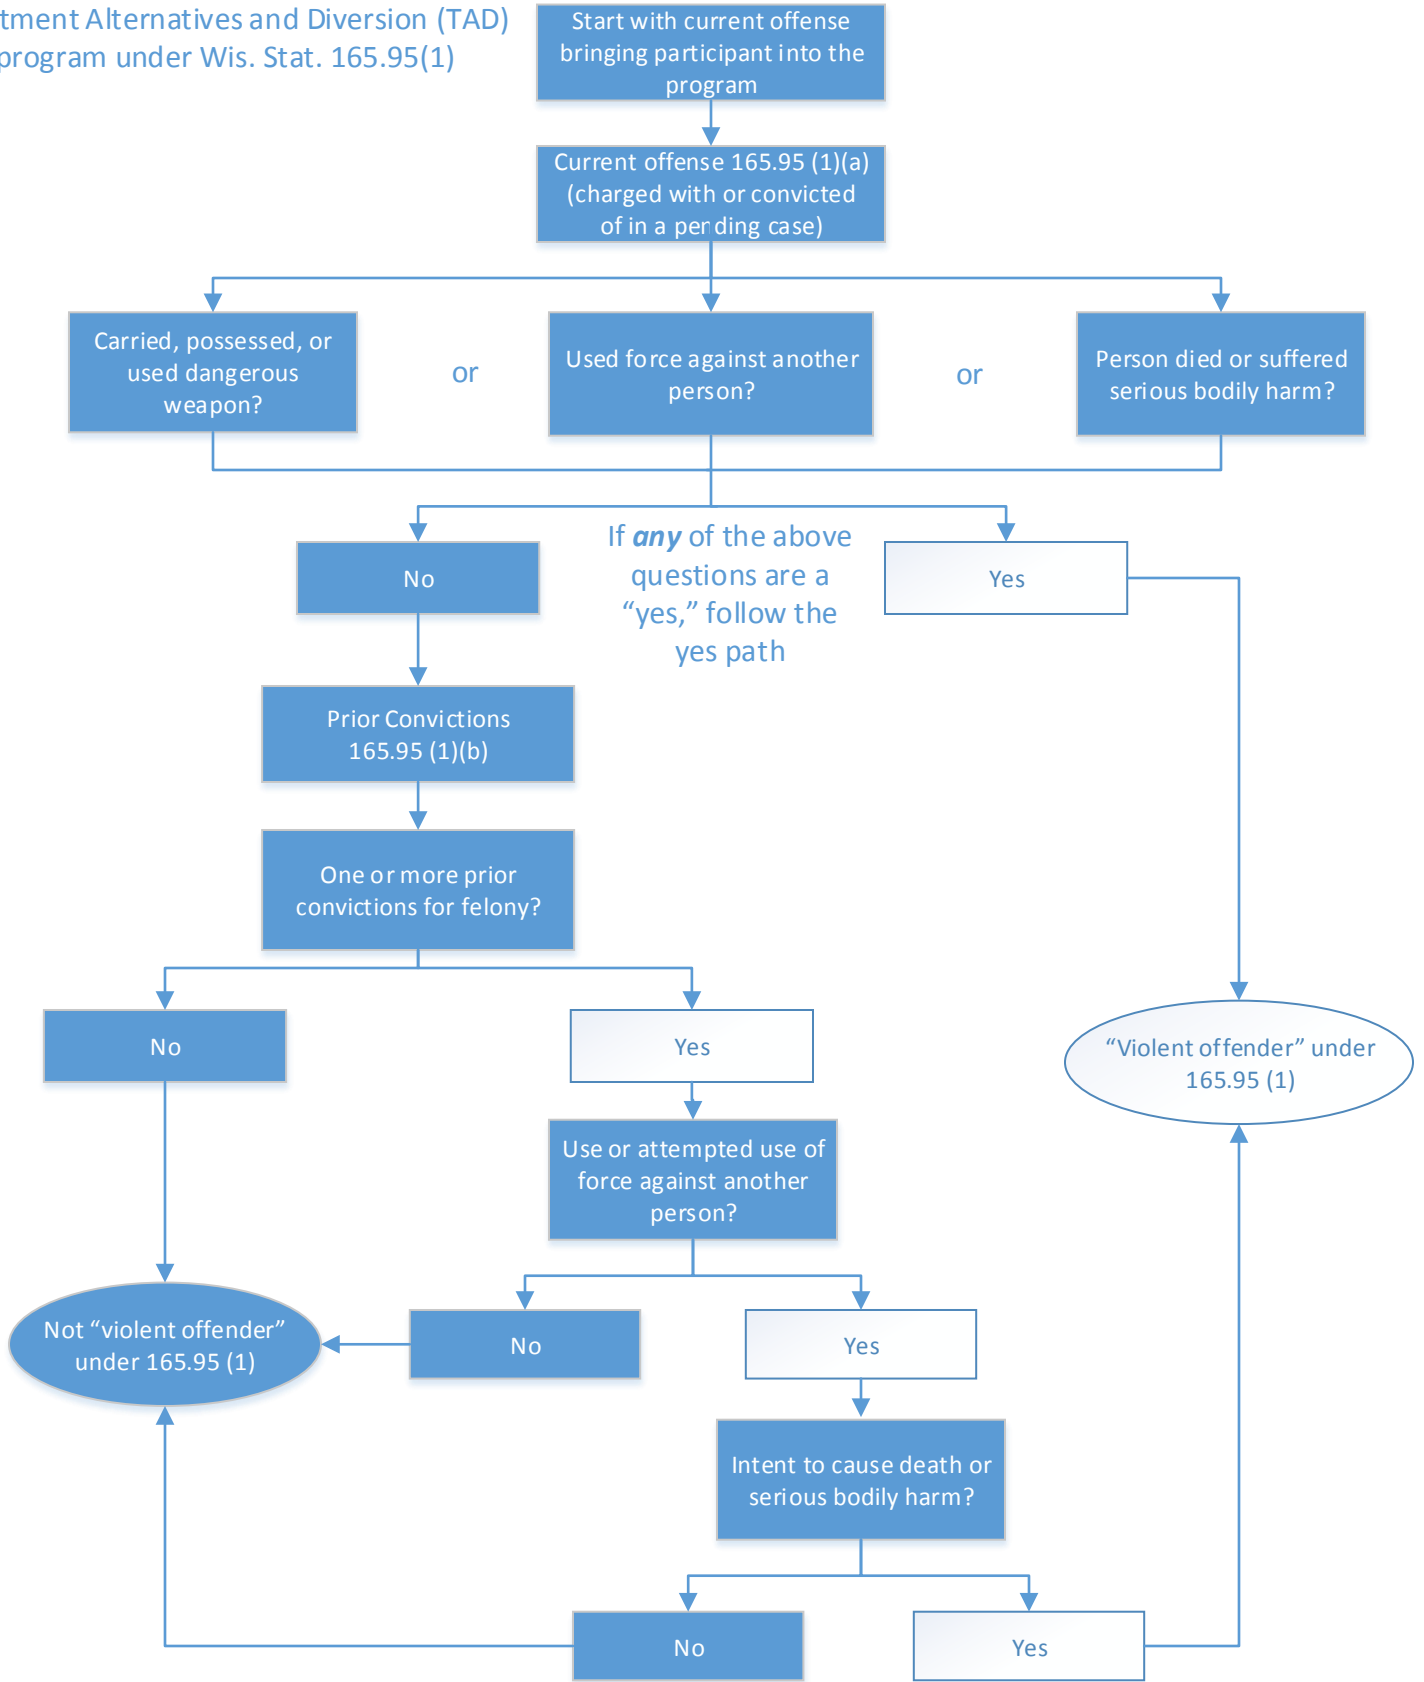 tment Alternatives and Diversion (TAD)
program under Wis. Stat. 165.95(1)
Start with current offense
bringing participant into the
program
Current offense 165.95 (1)(a)
(charged with or convicted
of in a pending case)
Carried, possessed, or
used dangerous
weapon?
or
Used force against another
person?
or
Person died or suffered
serious bodily harm?
No
If any of the above
questions are a
“yes,” follow the
yes path
Yes
Prior Convictions
165.95 (1)(b)
One or more prior
convictions for felony?
No
Yes
“Violent offender” under
165.95 (1)
Use or attempted use of
force against another
person?
Not “violent offender”
under 165.95 (1)
No
Yes
Intent to cause death or
serious bodily harm?
No
Yes